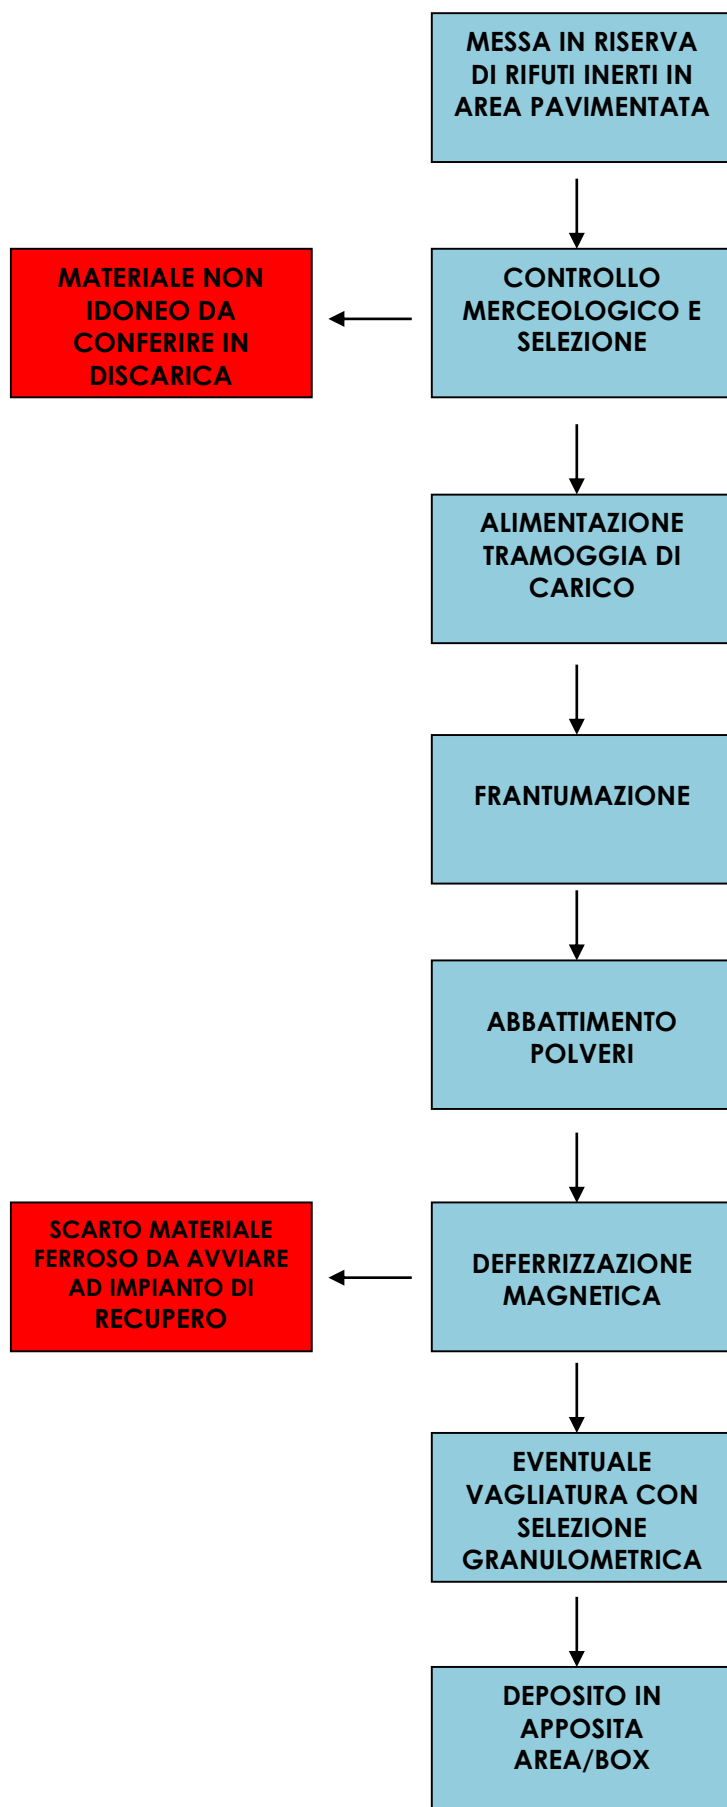 MESSA IN RISERVA
DI RIFUTI INERTI IN
AREA PAVIMENTATA
MATERIALE NON
IDONEO DA
CONFERIRE IN
DISCARICA
CONTROLLO
MERCEOLOGICO E
SELEZIONE
ALIMENTAZIONE
TRAMOGGIA DI
CARICO
FRANTUMAZIONE
ABBATTIMENTO
POLVERI
SCARTO MATERIALE
FERROSO DA AVVIARE
AD IMPIANTO DI
RECUPERO
DEFERRIZZAZIONE
MAGNETICA
EVENTUALE
VAGLIATURA CON
SELEZIONE
GRANULOMETRICA
DEPOSITO IN
APPOSITA
AREA/BOX